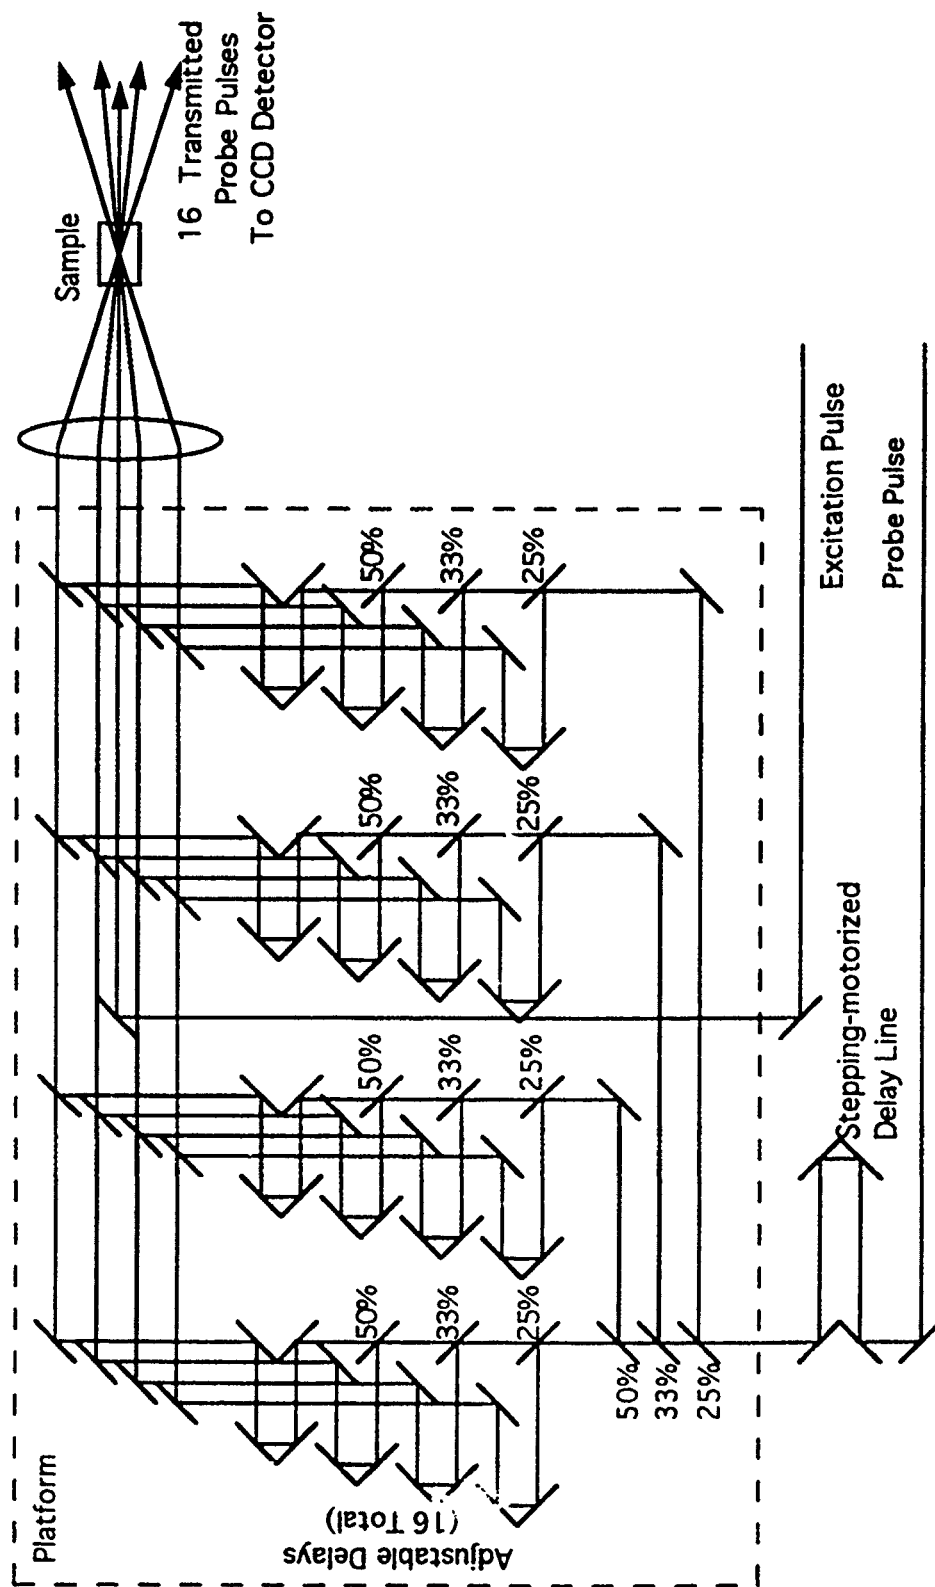 Sample
16 Transmitted
Probe Pulses
To CCD Detector
Platform
50%
33%
25%
50%
33%
25%
50%
33%
25%
50%
33%
25%
50%
33%
25%
Adjustable Delays
(16 Total)
Stepping-motorized
Delay Line
Excitation Pulse
Probe Pulse